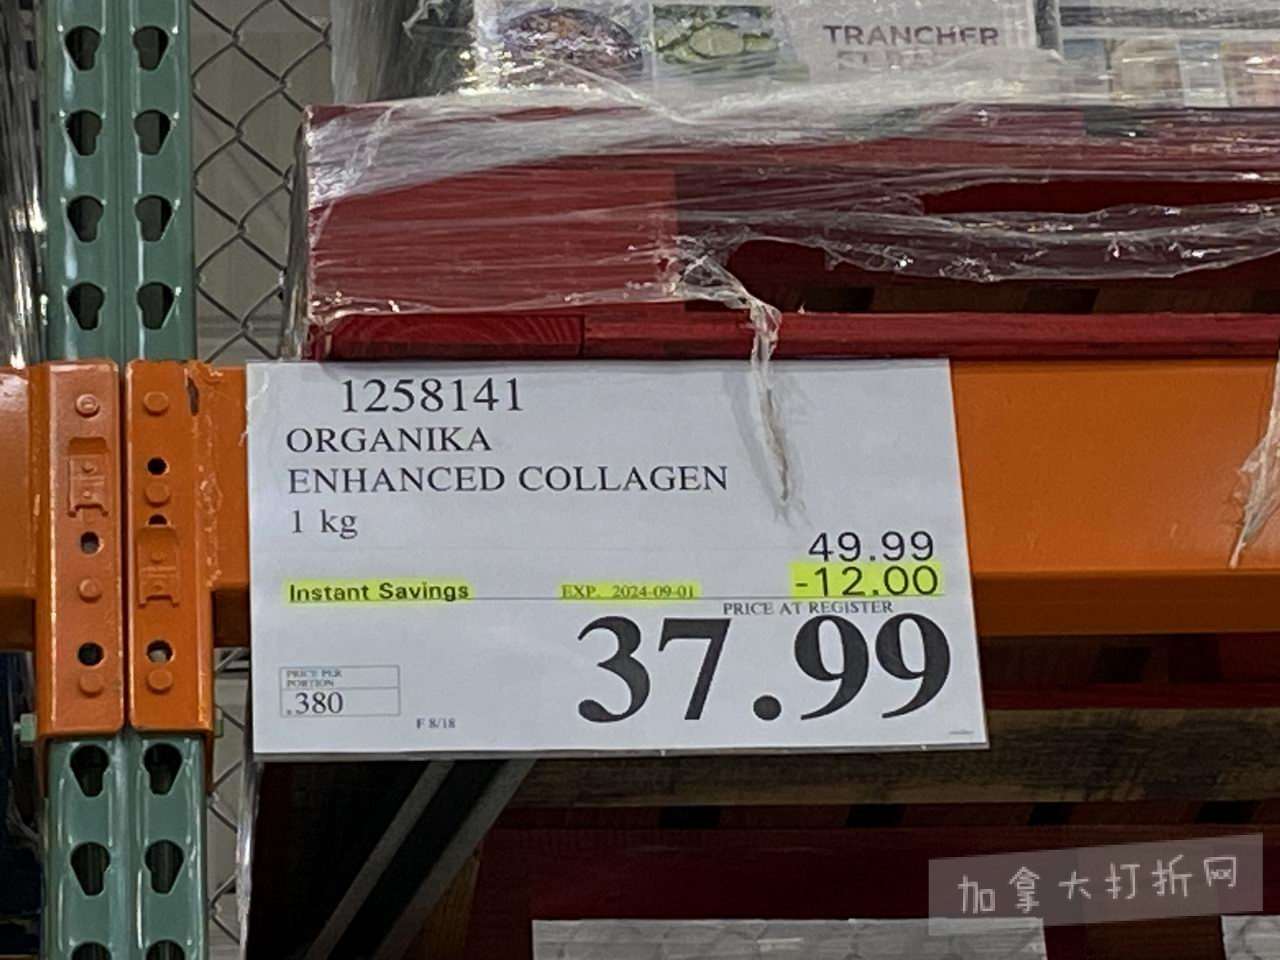 TRANCHER
1258141
ORGANIKA
ENHANCED COLLAGEN
1 kg
49.99
Instant Savings EXP. 2024-09-01 -12.00
PRICE AT REGISTER
37.99
PRICE PER
PORTION
.380
F 8/18
加拿大打折网